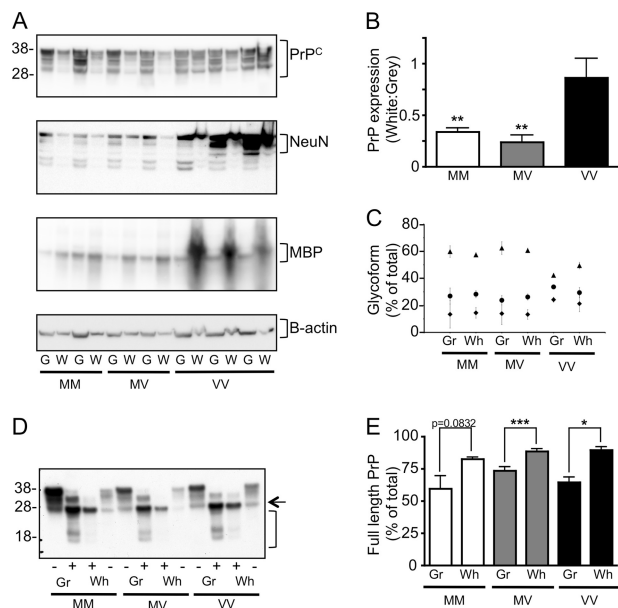 A
38-
28-
PrPC
NeuN
MBP
B-actin
G W G W G W G W G W G W G W
MM MV VV
B
PrP expression
(White:Grey)
1
0.5
0
** **
MM MV VV
C
Glycoform
(% of total)
80
60
40
20
0
Gr Wh Gr Wh Gr Wh
MM MV VV
D
38-
28-
18-
- + + - - + + - - + + -
Gr Wh Gr Wh Gr Wh
MM MV VV
E
Full length PrP
(% of total)
100
75
50
25
0
p=0.0832 *** *
Gr Wh Gr Wh Gr Wh
MM MV VV